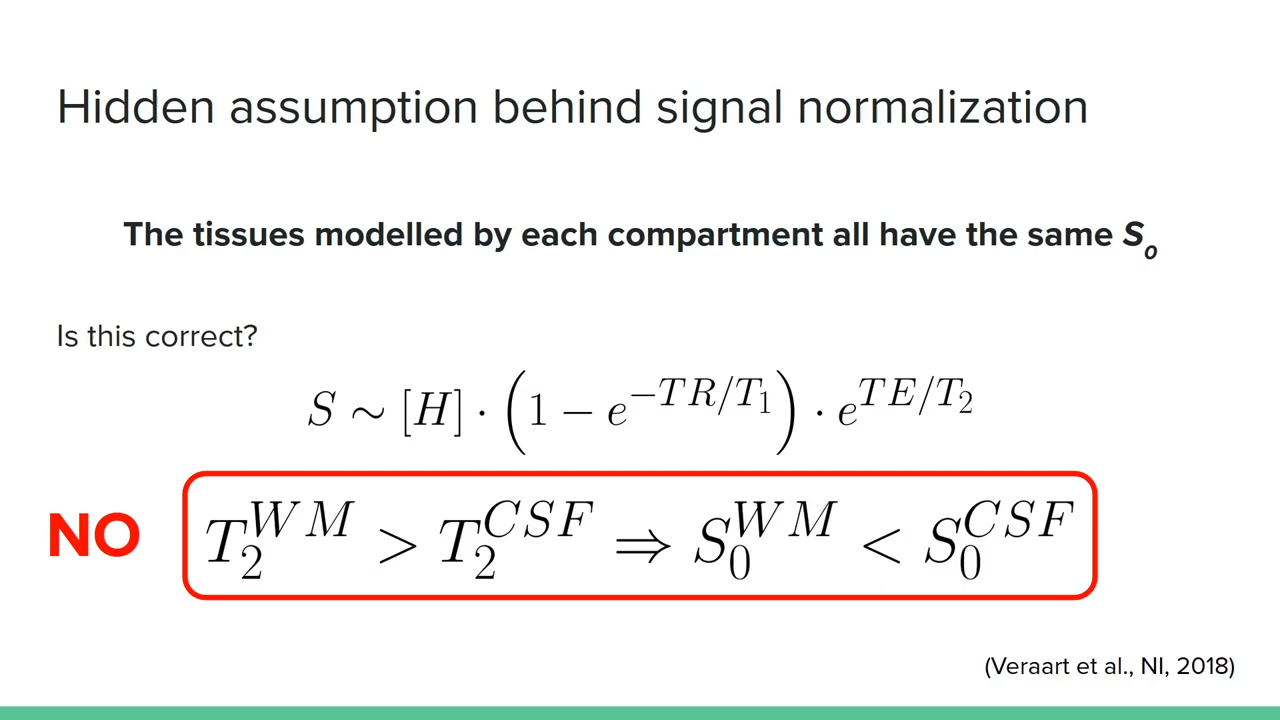 Hidden assumption behind signal normalization
The tissues modelled by each compartment all have the same S₀
Is this correct?
S ∼ [H] · (1 − e^{−TR/T₁}) · e^{TE/T₂}
NO T₂^{WM} > T₂^{CSF} ⇒ S₀^{WM} < S₀^{CSF}
(Veraart et al., NI, 2018)